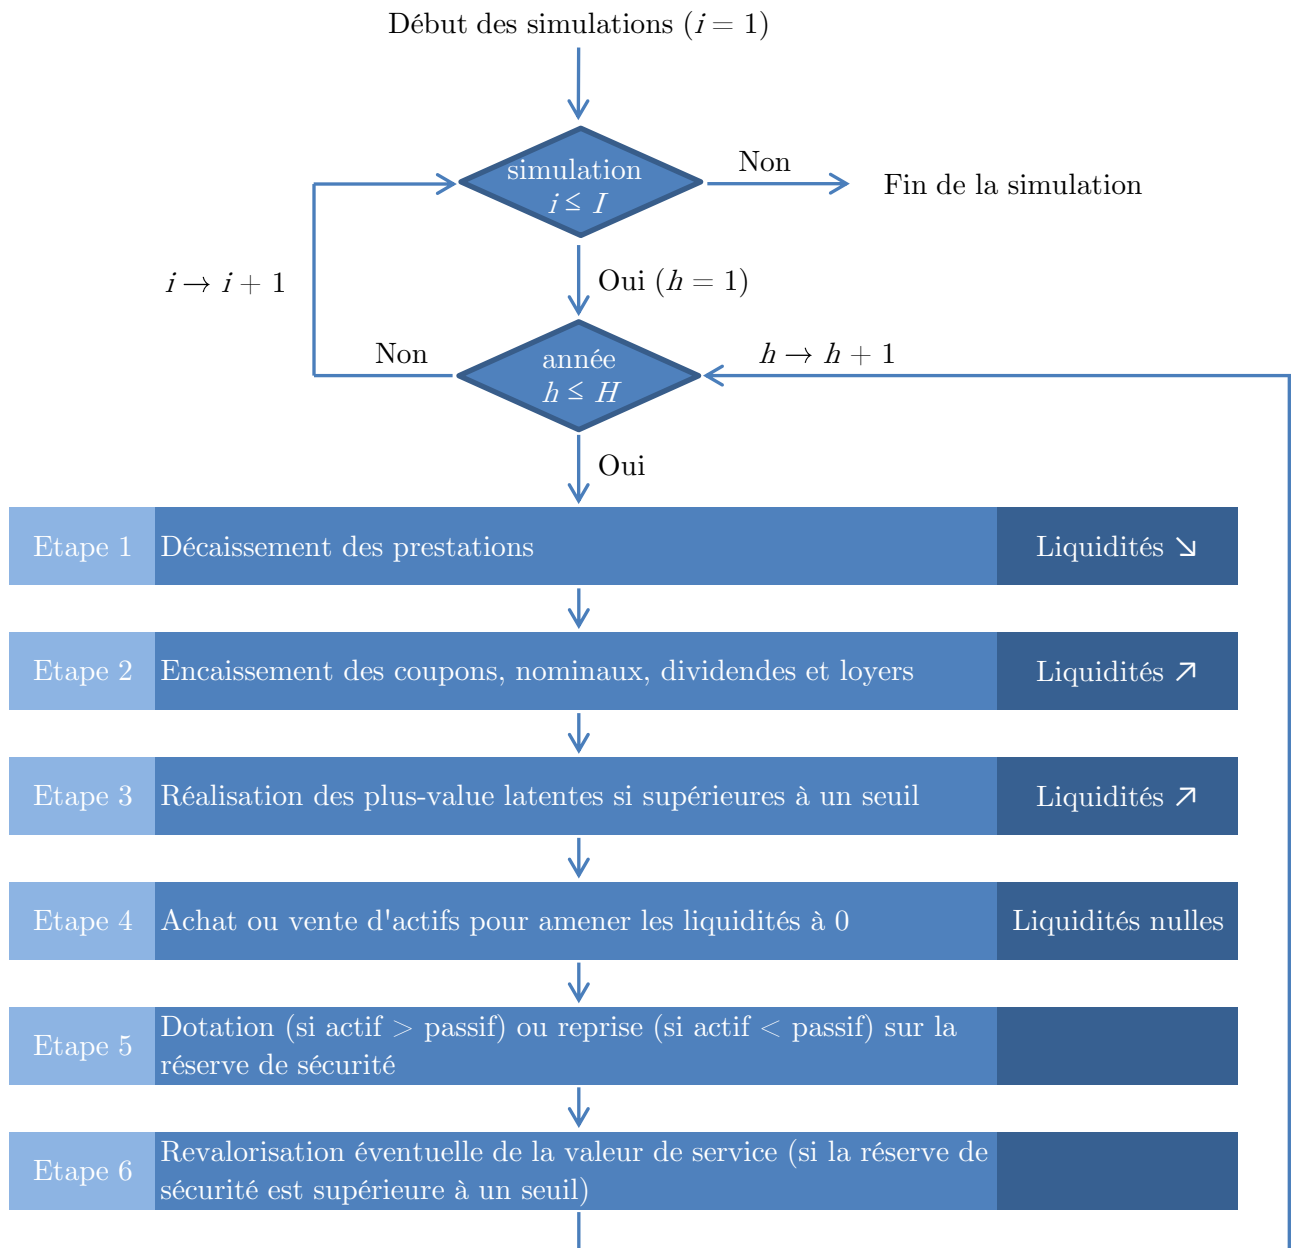 Début des simulations (i = 1)
simulation
i ≤ I
Non
Fin de la simulation
i → i + 1
Oui (h = 1)
Non
année
h ≤ H
h → h + 1
Oui
Etape 1 Décaissement des prestations Liquidités ↘
Etape 2 Encaissement des coupons, nominaux, dividendes et loyers Liquidités ↗
Etape 3 Réalisation des plus-value latentes si supérieures à un seuil Liquidités ↗
Etape 4 Achat ou vente d'actifs pour amener les liquidités à 0 Liquidités nulles
Etape 5 Dotation (si actif > passif) ou reprise (si actif < passif) sur la
réserve de sécurité
Etape 6 Revalorisation éventuelle de la valeur de service (si la réserve de
sécurité est supérieure à un seuil)